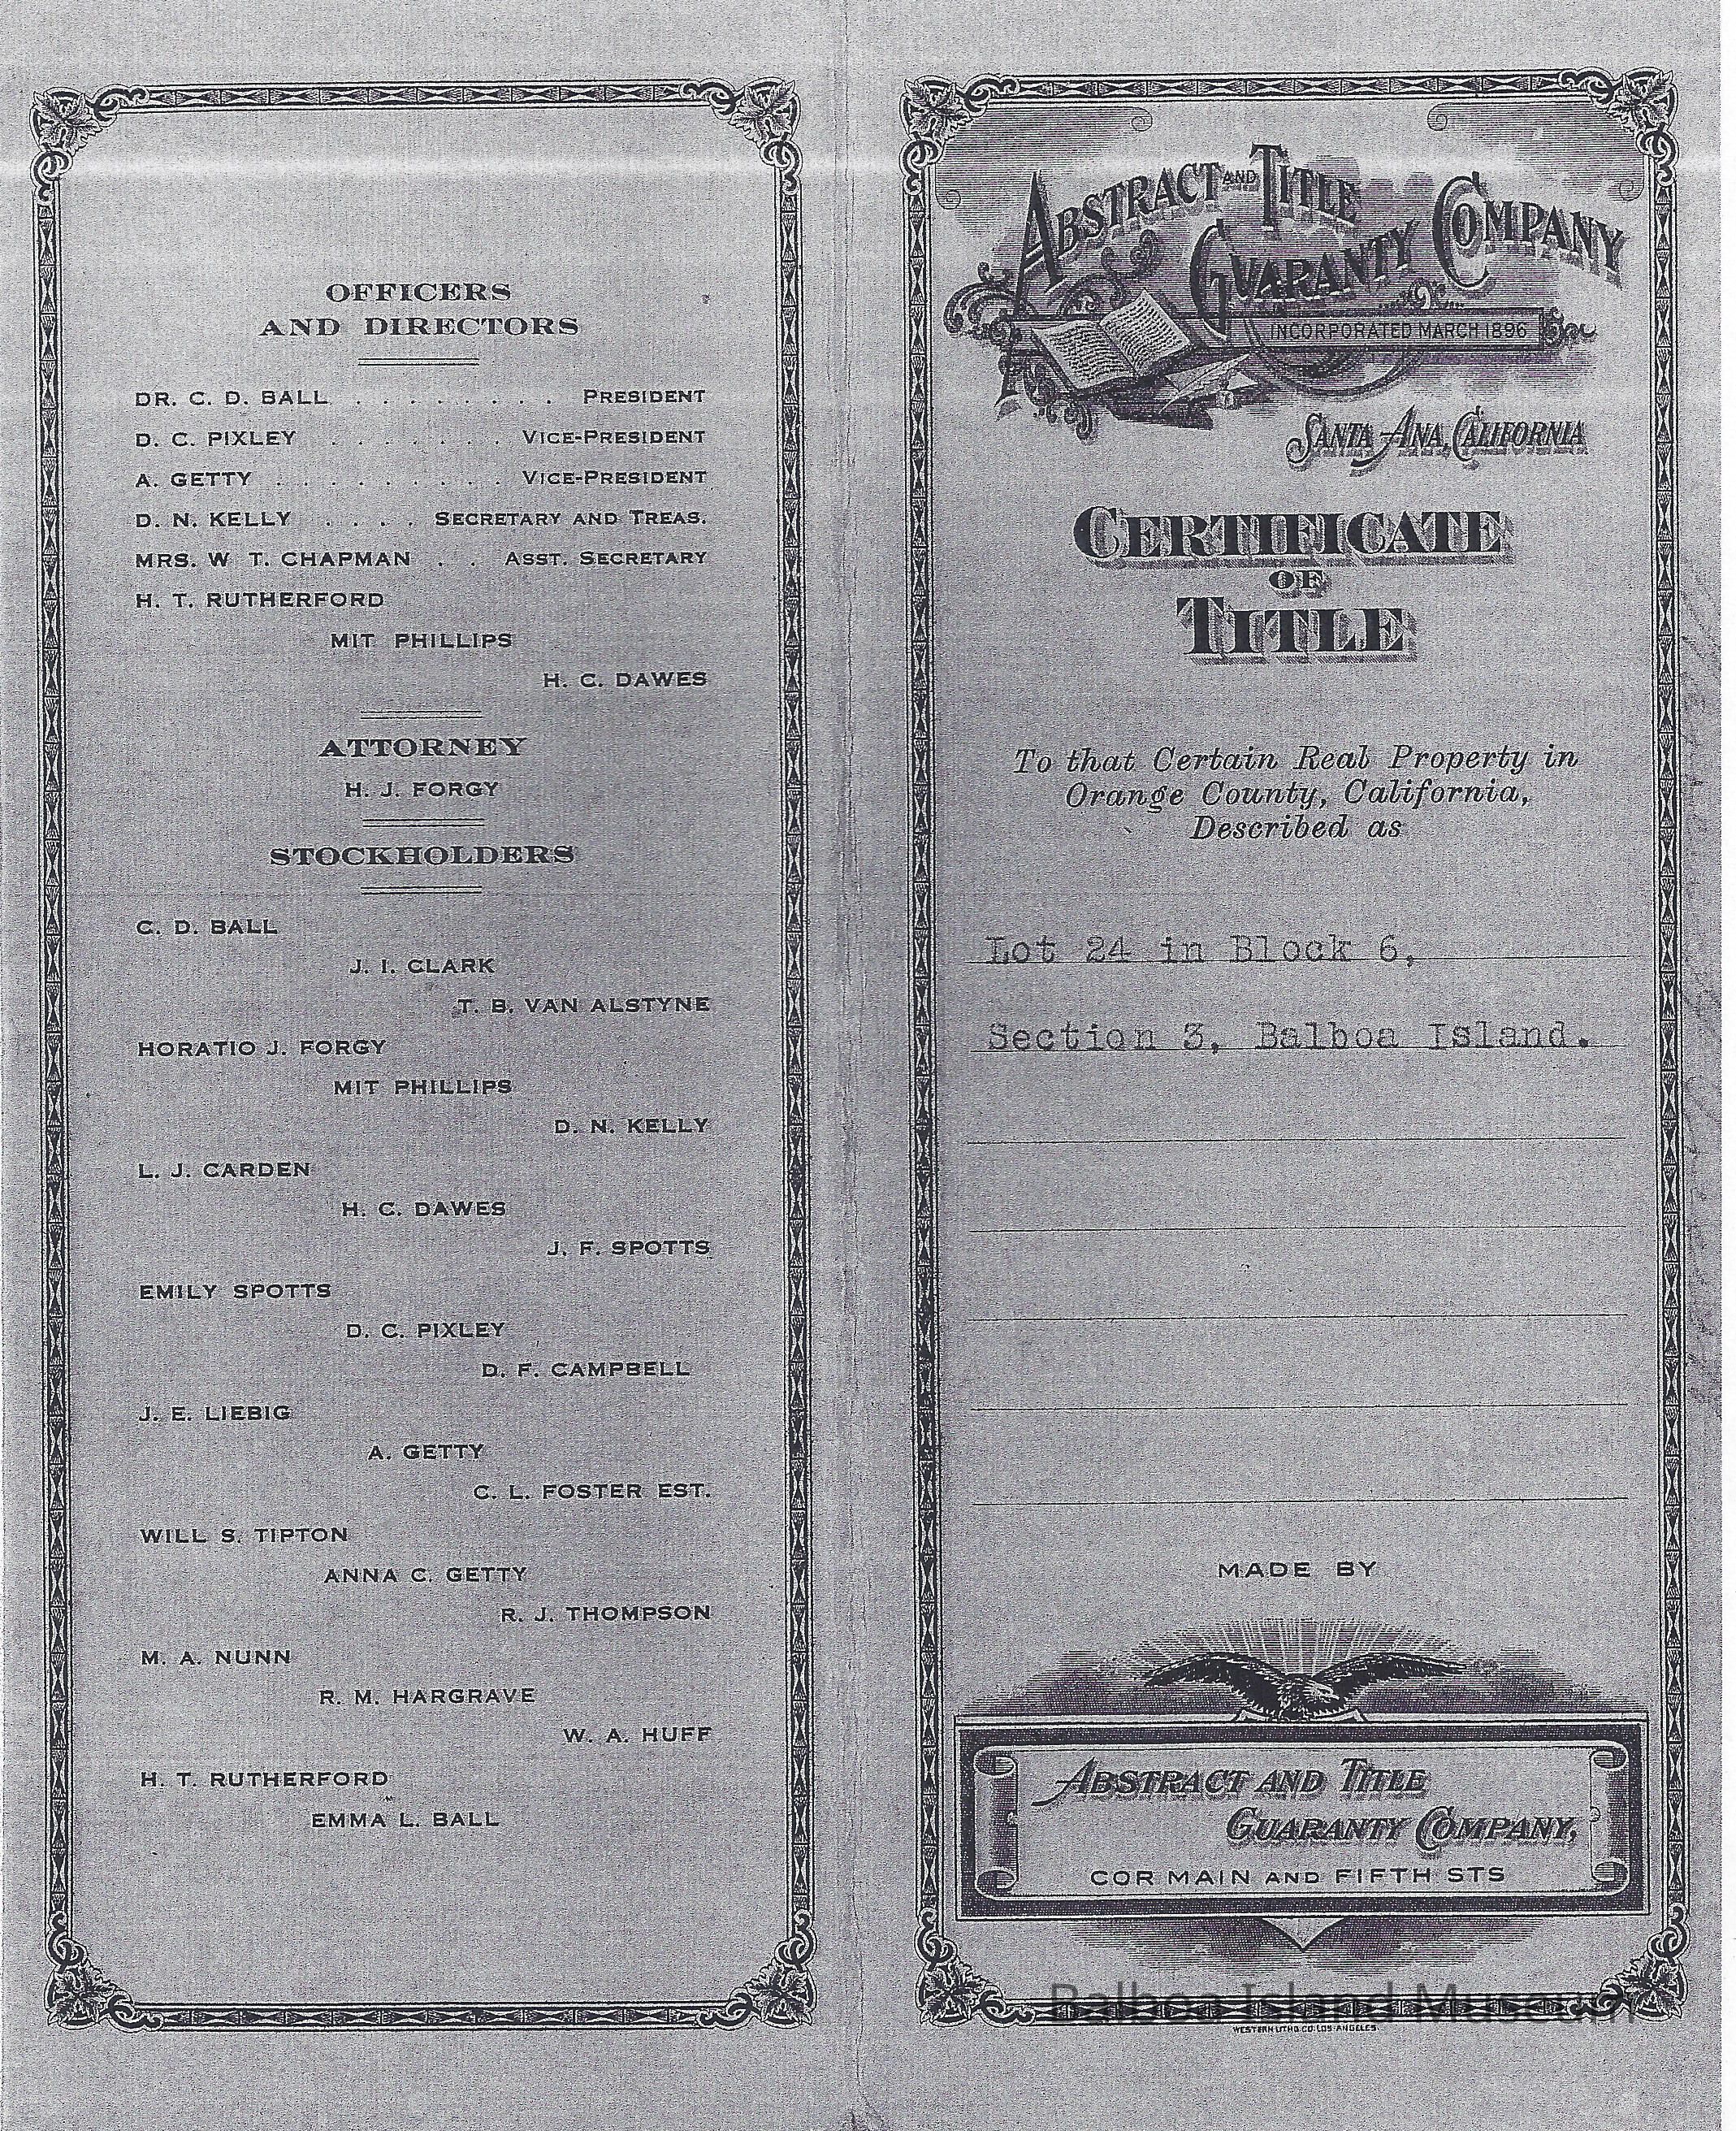 OFFICERS
AND DIRECTORS
DR. C. D. BALL . . . . . . . . PRESIDENT
D. C. PIXLEY . . . . . . . VICE-PRESIDENT
A. GETTY . . . . . . . . . VICE-PRESIDENT
D. N. KELLY . . . . SECRETARY AND TREAS.
MRS. W T. CHAPMAN . . ASST. SECRETARY
H. T. RUTHERFORD
MIT PHILLIPS
H. C. DAWES
ATTORNEY
H. J. FORGY
STOCKHOLDERS
C. D. BALL
J. I. CLARK
T. B. VAN ALSTYNE
HORATIO J. FORGY
MIT PHILLIPS
D. N. KELLY
L. J. CARDEN
H. C. DAWES
J. F. SPOTTS
EMILY SPOTTS
D. C. PIXLEY
D. F. CAMPBELL
J. E. LIEBIG
A. GETTY
C. L. FOSTER EST.
WILL S. TIPTON
ANNA C. GETTY
R. J. THOMPSON
M. A. NUNN
R. M. HARGRAVE
W. A. HUFF
H. T. RUTHERFORD
EMMA L. BALL
ABSTRACT AND TITLE
GUARANTY COMPANY
INCORPORATED MARCH 1896
SANTA ANA, CALIFORNIA
CERTIFICATE
OF
TITLE
To that Certain Real Property in
Orange County, California,
Described as
Lot 24 in Block 6,
Section 3, Balboa Island.
MADE BY
ABSTRACT AND TITLE
GUARANTY COMPANY,
COR MAIN AND FIFTH STS
Balboa Island Museum
WESTERN LITHO. CO. LOS ANGELES